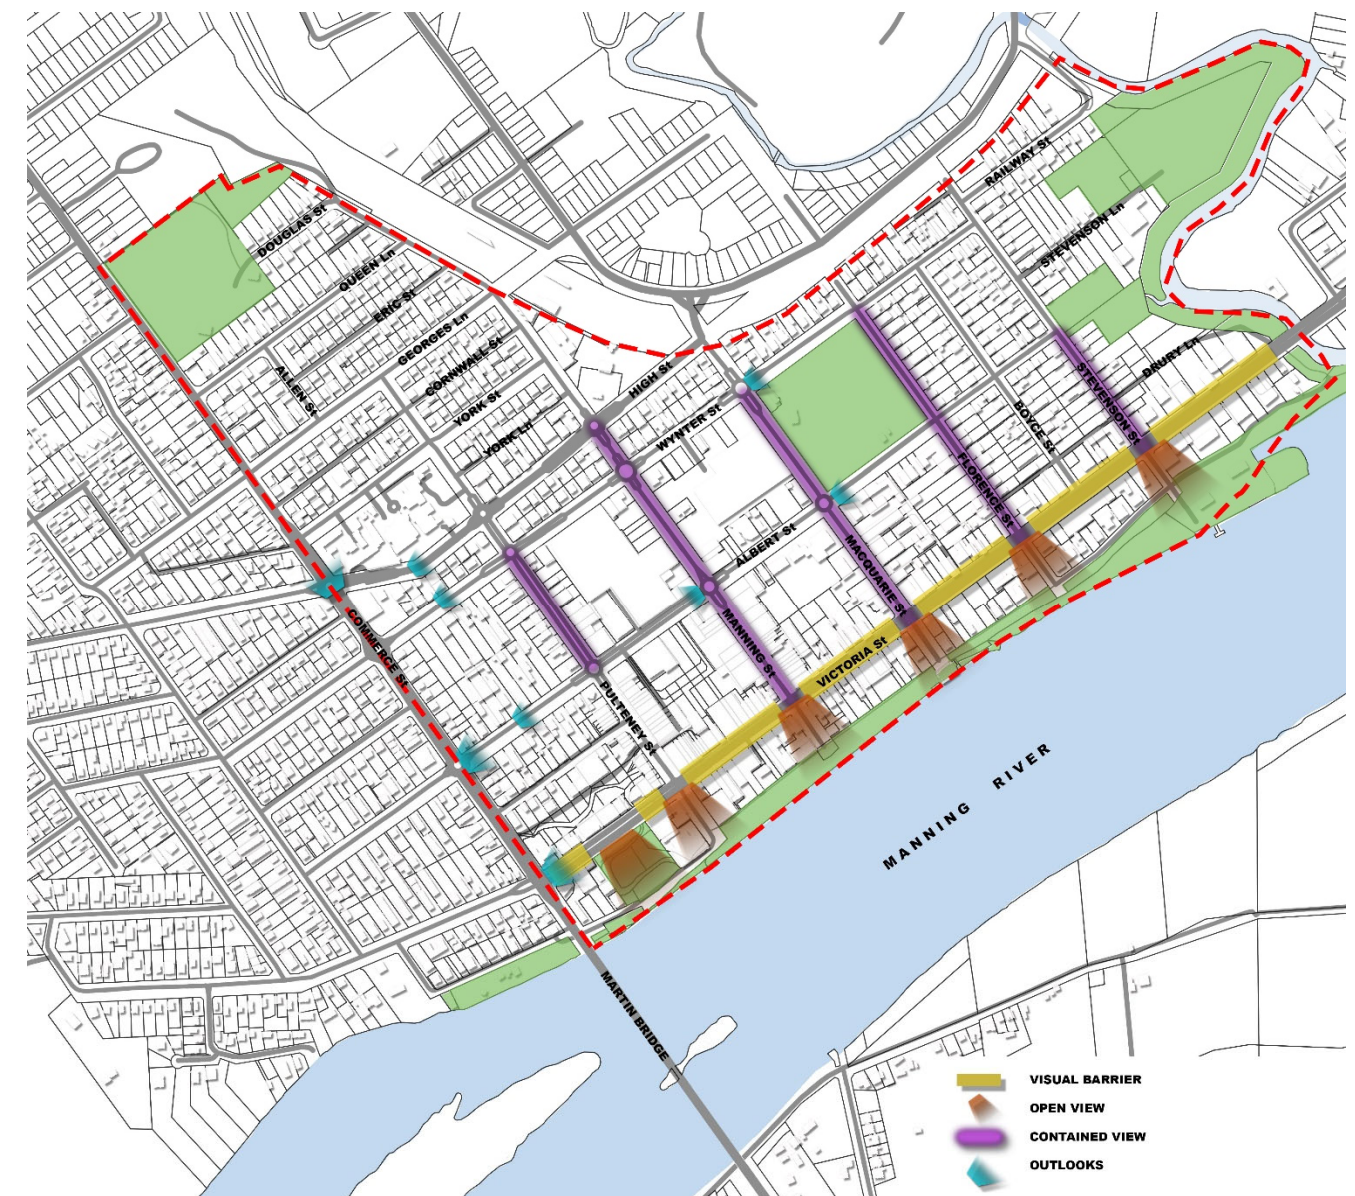 RAILWAY St
DOUGLAS St
STEVENSON Ln
QUEEN Ln
ERIC St
GEORGES Ln
CORNWALL St
DRURY Ln
HIGH St
ALLEN St
YORK St
STEVENSON St
WYNTER St
YORK Ln
BOYCE St
FLORENCE St
ALBERT St
MACQUARIE St
COMMERCE St
MANNING St
VICTORIA St
PULTENEY St
MANNING RIVER
MARTIN BRIDGE
VISUAL BARRIER
OPEN VIEW
CONTAINED VIEW
OUTLOOKS